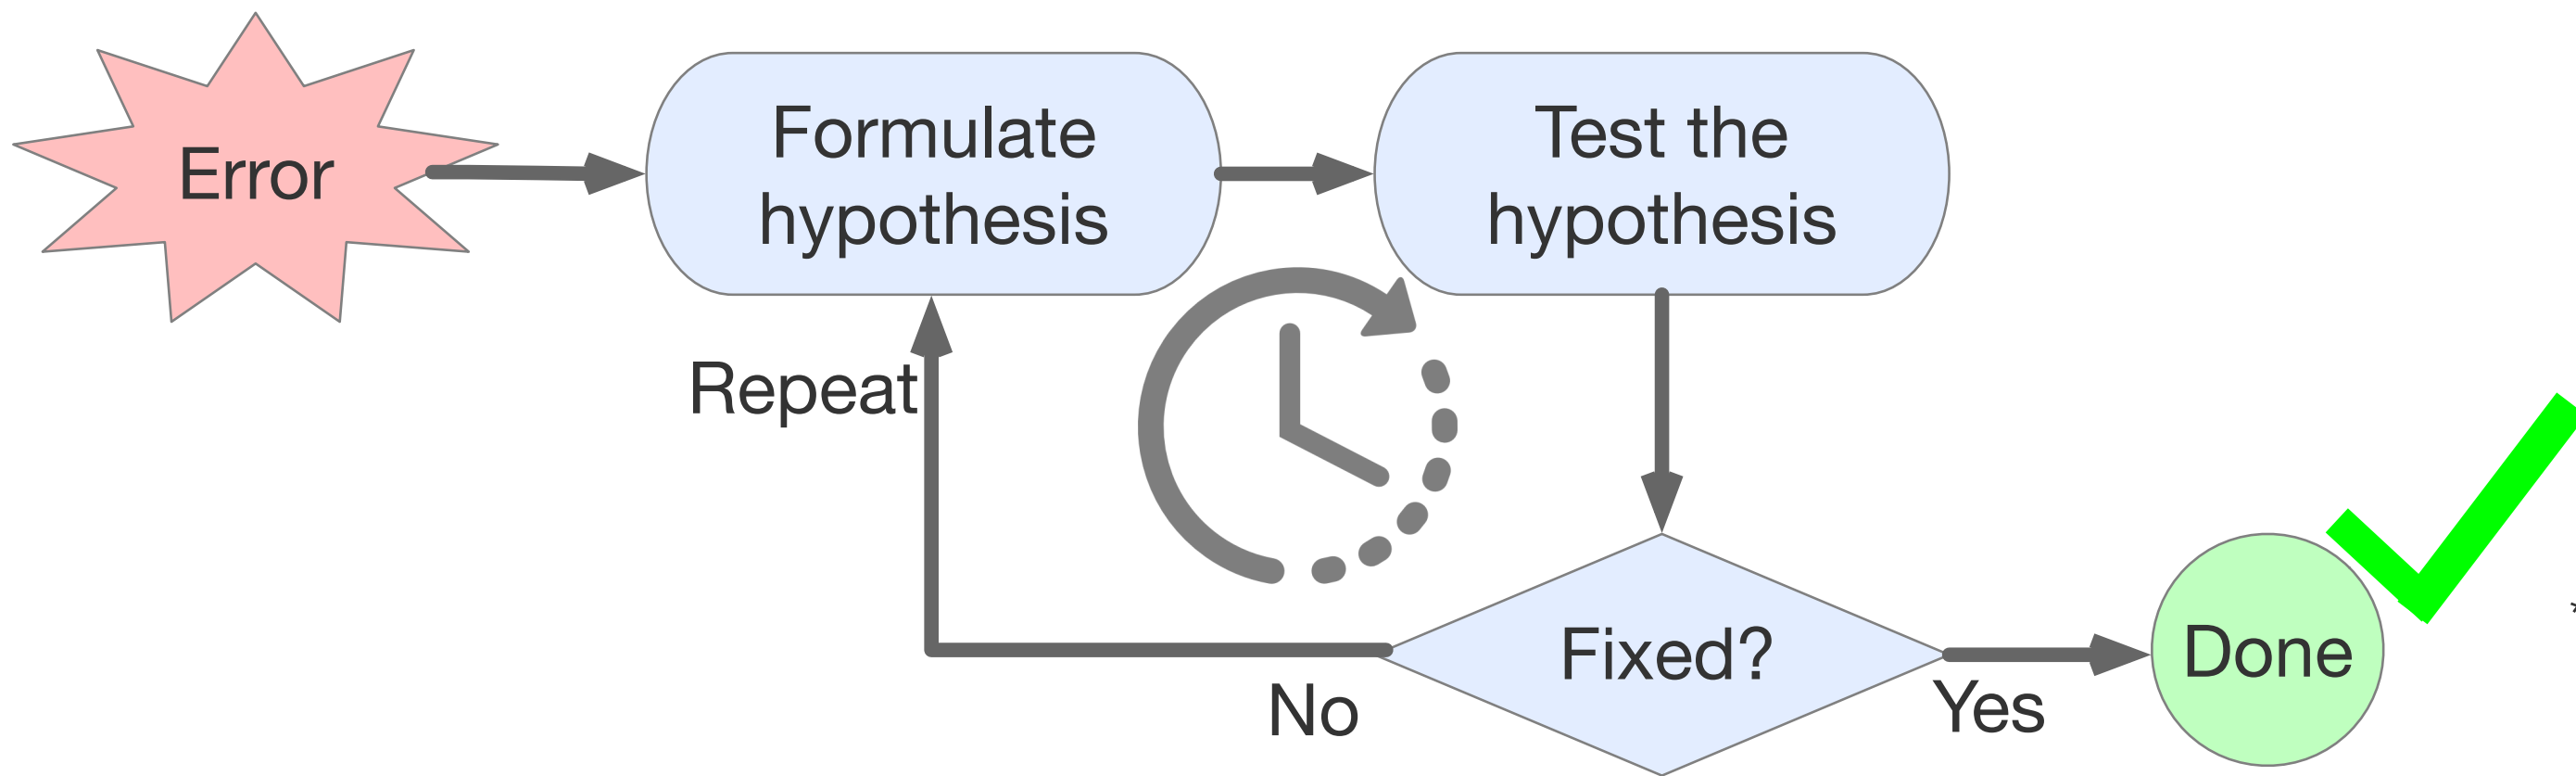 Error
Formulate
hypothesis
Test the
hypothesis
Repeat
Fixed?
No
Yes
Done
*